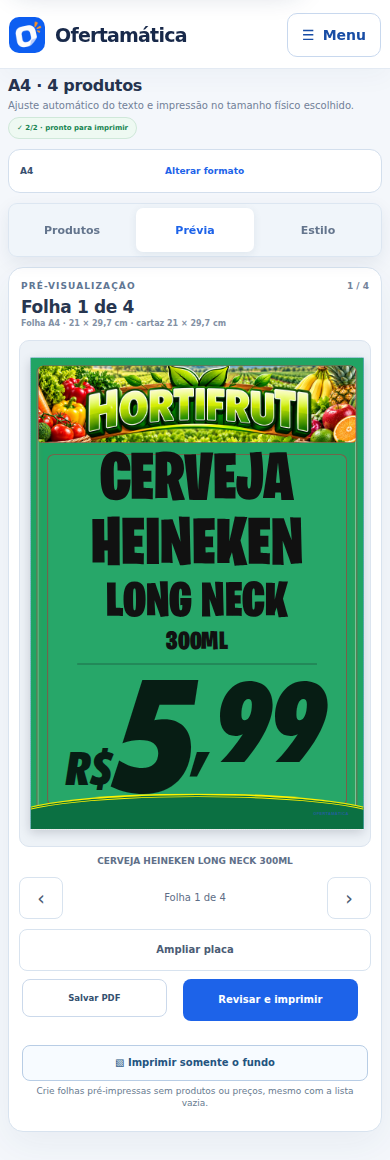 Ofertamática
☰ Menu
A4 · 4 produtos
Ajuste automático do texto e impressão no tamanho físico escolhido.
✓ 2/2 · pronto para imprimir
A4 Alterar formato
Produtos Prévia Estilo
PRÉ-VISUALIZAÇÃO 1 / 4
Folha 1 de 4
Folha A4 · 21 × 29,7 cm · cartaz 21 × 29,7 cm
HORTIFRUTI
CERVEJA
HEINEKEN
LONG NECK
300ML
R$5,99
CERVEJA HEINEKEN LONG NECK 300ML
‹ Folha 1 de 4 ›
Ampliar placa
Salvar PDF Revisar e imprimir
▧ Imprimir somente o fundo
Crie folhas pré-impressas sem produtos ou preços, mesmo com a lista
vazia.